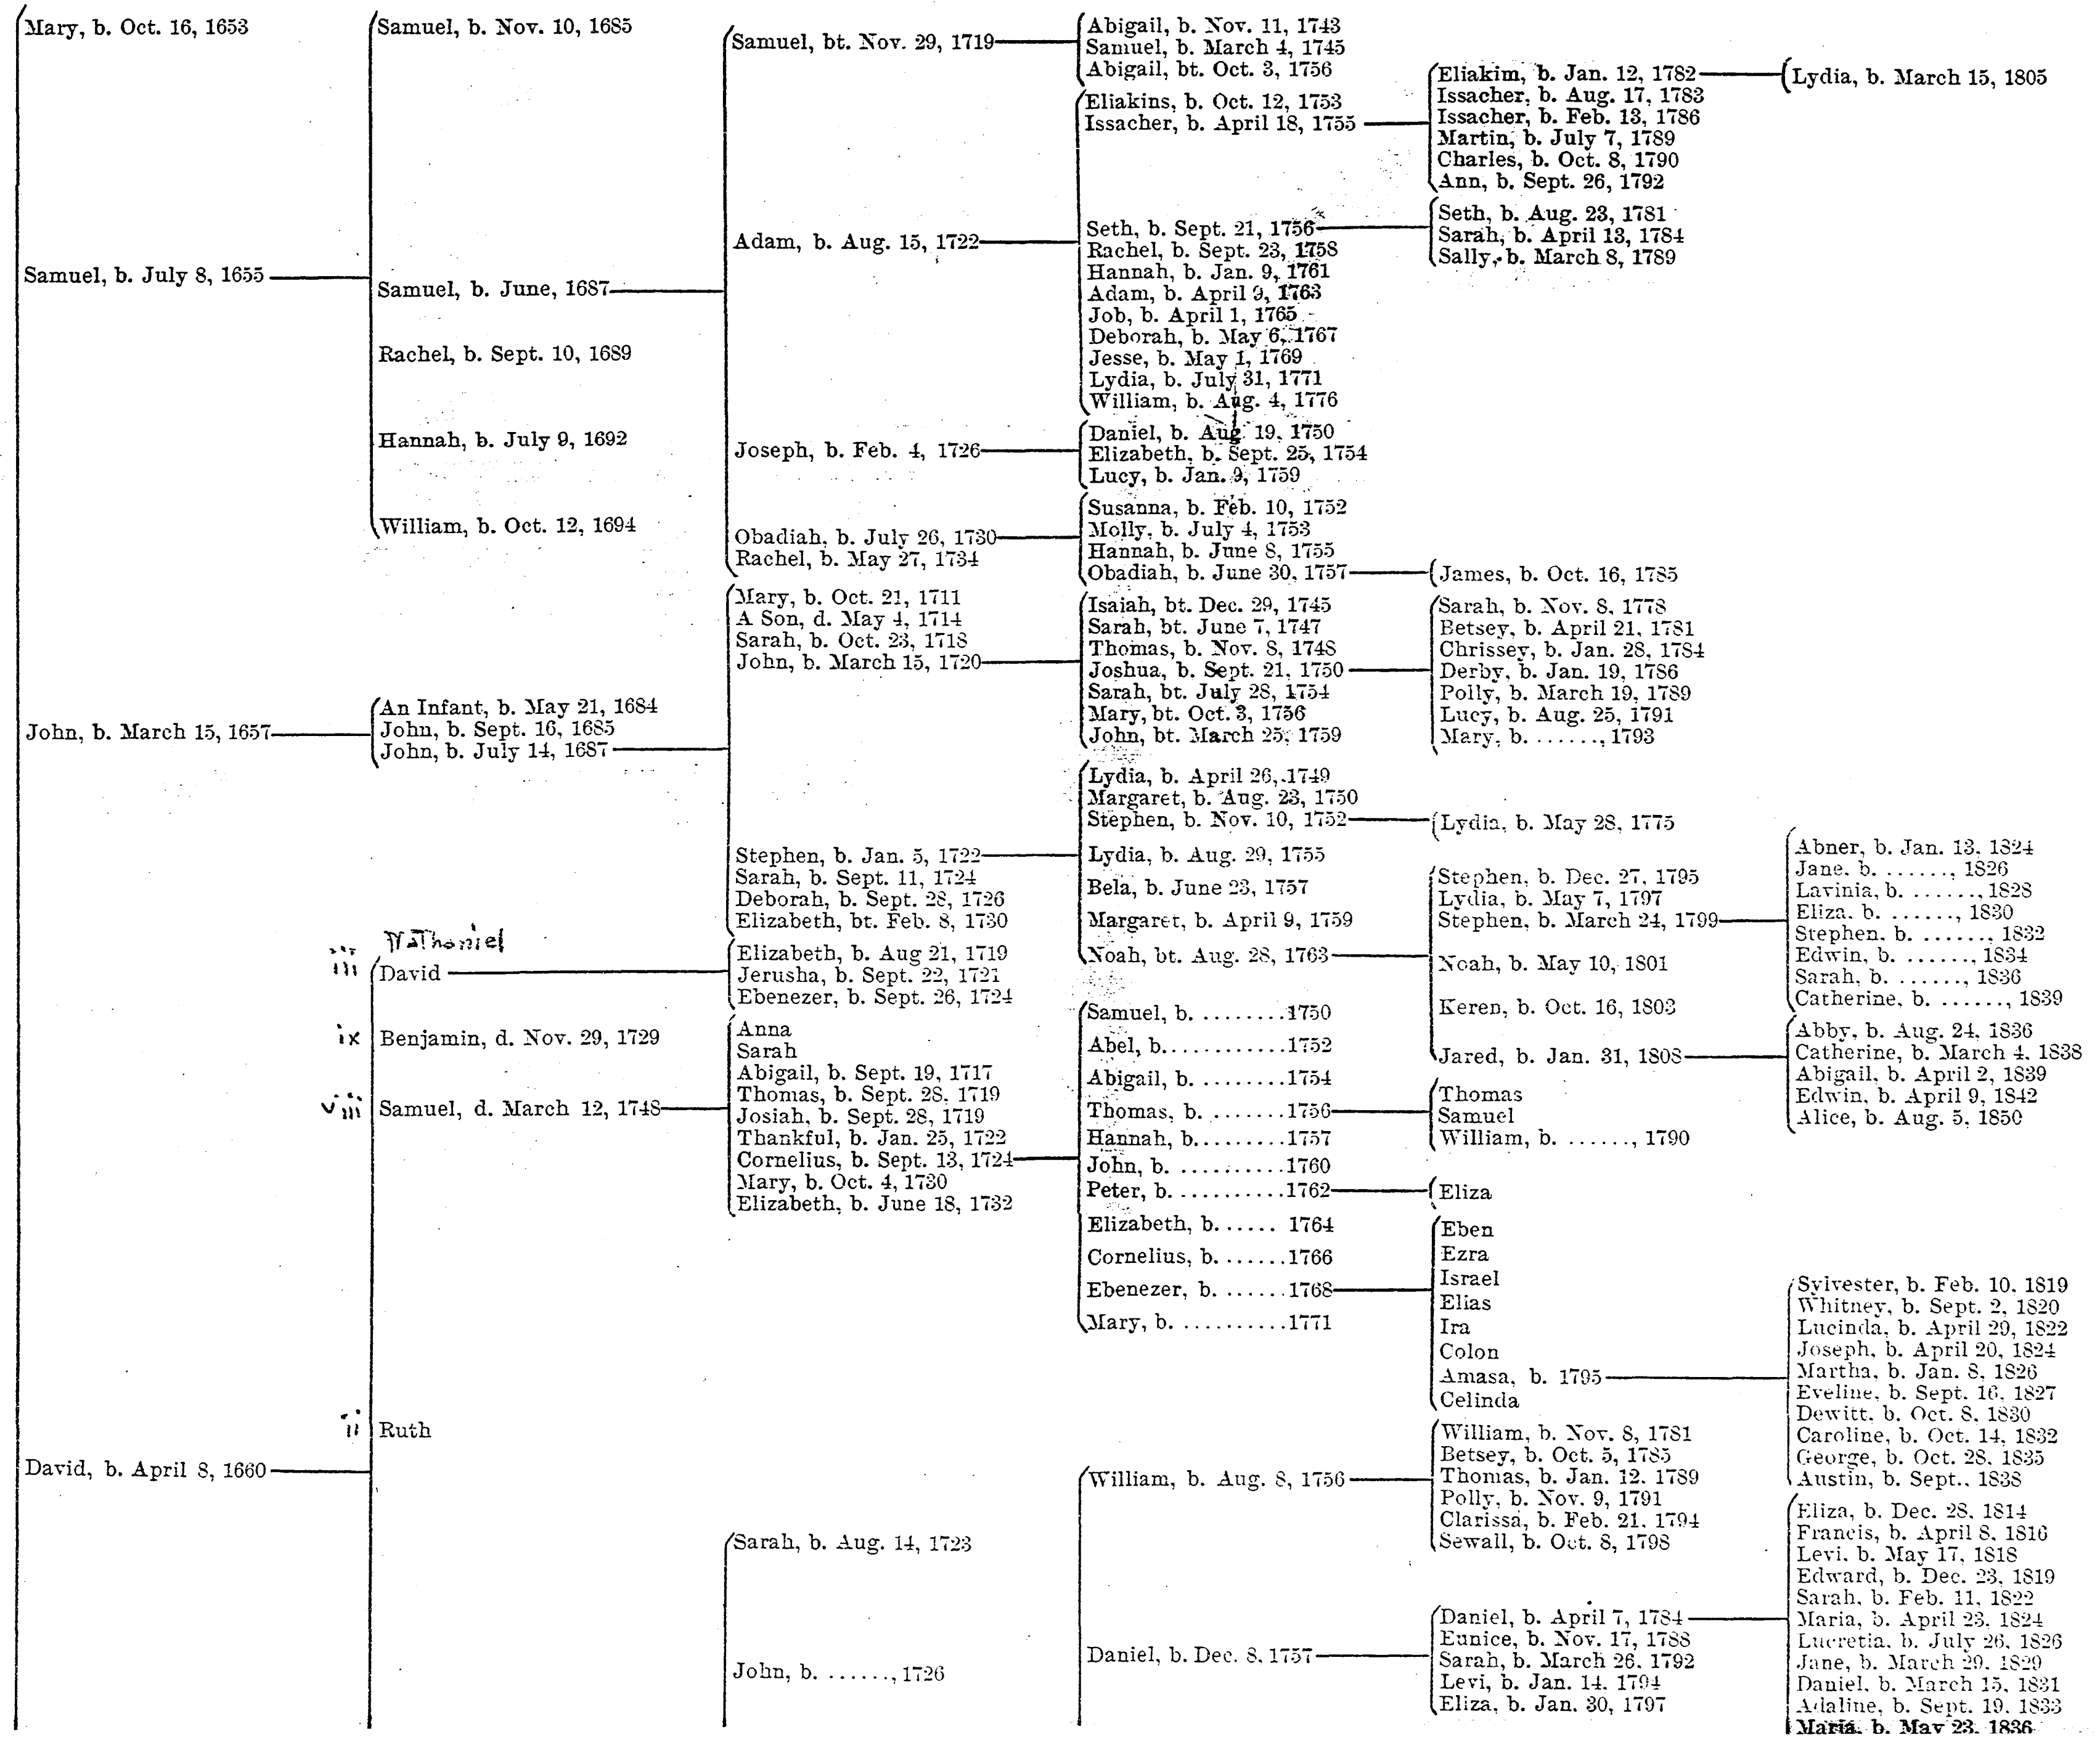 Mary, b. Oct. 16, 1653
Samuel, b. July 8, 1655
John, b. March 15, 1657
David, b. April 8, 1660
Samuel, b. Nov. 10, 1685
Samuel, b. June, 1687
Rachel, b. Sept. 10, 1689
Hannah, b. July 9, 1692
William, b. Oct. 12, 1694
An Infant, b. May 21, 1684
John, b. Sept. 16, 1685
John, b. July 14, 1687
Nathaniel
iii David
ix Benjamin, d. Nov. 29, 1729
viii Samuel, d. March 12, 1748
ii Ruth
Samuel, bt. Nov. 29, 1719
Adam, b. Aug. 15, 1722
Joseph, b. Feb. 4, 1726
Obadiah, b. July 26, 1730
Rachel, b. May 27, 1734
Mary, b. Oct. 21, 1711
A Son, d. May 4, 1714
Sarah, b. Oct. 23, 1718
John, b. March 15, 1720
Stephen, b. Jan. 5, 1722
Sarah, b. Sept. 11, 1724
Deborah, b. Sept. 28, 1726
Elizabeth, bt. Feb. 8, 1730
Elizabeth, b. Aug 21, 1719
Jerusha, b. Sept. 22, 1721
Ebenezer, b. Sept. 26, 1724
Anna
Sarah
Abigail, b. Sept. 19, 1717
Thomas, b. Sept. 28, 1719
Josiah, b. Sept. 28, 1719
Thankful, b. Jan. 25, 1722
Cornelius, b. Sept. 13, 1724
Mary, b. Oct. 4, 1730
Elizabeth, b. June 18, 1732
Sarah, b. Aug. 14, 1723
John, b. ......, 1726
Abigail, b. Nov. 11, 1743
Samuel, b. March 4, 1745
Abigail, bt. Oct. 3, 1756
Eliakins, b. Oct. 12, 1753
Issacher, b. April 18, 1755
Seth, b. Sept. 21, 1756
Rachel, b. Sept. 23, 1758
Hannah, b. Jan. 9, 1761
Adam, b. April 9, 1763
Job, b. April 1, 1765
Deborah, b. May 6, 1767
Jesse, b. May 1, 1769
Lydia, b. July 31, 1771
William, b. Aug. 4, 1776
Daniel, b. Aug 19, 1750
Elizabeth, b. Sept. 25, 1754
Lucy, b. Jan. 9, 1759
Susanna, b. Feb. 10, 1752
Molly, b. July 4, 1753
Hannah, b. June 8, 1755
Obadiah, b. June 30, 1757
Isaiah, bt. Dec. 29, 1745
Sarah, bt. June 7, 1747
Thomas, b. Nov. 8, 1748
Joshua, b. Sept. 21, 1750
Sarah, bt. July 28, 1754
Mary, bt. Oct. 3, 1756
John, bt. March 25, 1759
Lydia, b. April 26, 1749
Margaret, b. Aug. 23, 1750
Stephen, b. Nov. 10, 1752
Lydia, b. Aug. 29, 1755
Bela, b. June 23, 1757
Margaret, b. April 9, 1759
Noah, bt. Aug. 28, 1763
Samuel, b. ........1750
Abel, b............1752
Abigail, b. ........1754
Thomas, b. ........1756
Hannah, b.........1757
John, b. ..........1760
Peter, b. ..........1762
Elizabeth, b. ..... 1764
Cornelius, b. ......1766
Ebenezer, b. ......1768
Mary, b. ..........1771
William, b. Aug. 8, 1756
Daniel, b. Dec. 8, 1757
Eliakim, b. Jan. 12, 1782
Issacher, b. Aug. 17, 1783
Issacher, b. Feb. 13, 1786
Martin, b. July 7, 1789
Charles, b. Oct. 8, 1790
Ann, b. Sept. 26, 1792
Seth, b. Aug. 23, 1781
Sarah, b. April 13, 1784
Sally, b. March 8, 1789
James, b. Oct. 16, 1785
Sarah, b. Nov. 8, 1778
Betsey, b. April 21, 1781
Chrissey, b. Jan. 28, 1784
Derby, b. Jan. 19, 1786
Polly, b. March 19, 1789
Lucy, b. Aug. 25, 1791
Mary, b. ......, 1793
Lydia, b. May 28, 1775
Stephen, b. Dec. 27, 1795
Lydia, b. May 7, 1797
Stephen, b. March 24, 1799
Noah, b. May 10, 1801
Keren, b. Oct. 16, 1803
Jared, b. Jan. 31, 1808
Thomas
Samuel
William, b. ......, 1790
Eliza
Eben
Ezra
Israel
Elias
Ira
Colon
Amasa, b. 1795
Celinda
William, b. Nov. 8, 1781
Betsey, b. Oct. 5, 1785
Thomas, b. Jan. 12, 1789
Polly, b. Nov. 9, 1791
Clarissa, b. Feb. 21, 1794
Sewall, b. Oct. 8, 1798
Daniel, b. April 7, 1784
Eunice, b. Nov. 17, 1788
Sarah, b. March 26, 1792
Levi, b. Jan. 14, 1794
Eliza, b. Jan. 30, 1797
Lydia, b. March 15, 1805
Abner, b. Jan. 13, 1824
Jane, b. ......, 1826
Lavinia, b. ......, 1828
Eliza, b. ......, 1830
Stephen, b. ......, 1832
Edwin, b. ......, 1834
Sarah, b. ......, 1836
Catherine, b. ......, 1839
Abby, b. Aug. 24, 1836
Catherine, b. March 4, 1838
Abigail, b. April 2, 1839
Edwin, b. April 9, 1842
Alice, b. Aug. 5, 1850
Sylvester, b. Feb. 10, 1819
Whitney, b. Sept. 2, 1820
Lucinda, b. April 29, 1822
Joseph, b. April 20, 1824
Martha, b. Jan. 8, 1826
Eveline, b. Sept. 16, 1827
Dewitt, b. Oct. 8, 1830
Caroline, b. Oct. 14, 1832
George, b. Oct. 28, 1835
Austin, b. Sept., 1838
Eliza, b. Dec. 28, 1814
Francis, b. April 8, 1816
Levi, b. May 17, 1818
Edward, b. Dec. 23, 1819
Sarah, b. Feb. 11, 1822
Maria, b. April 23, 1824
Lucretia, b. July 26, 1826
Jane, b. March 29, 1829
Daniel, b. March 15, 1831
Adaline, b. Sept. 19, 1833
Maria, b. May 23, 1836